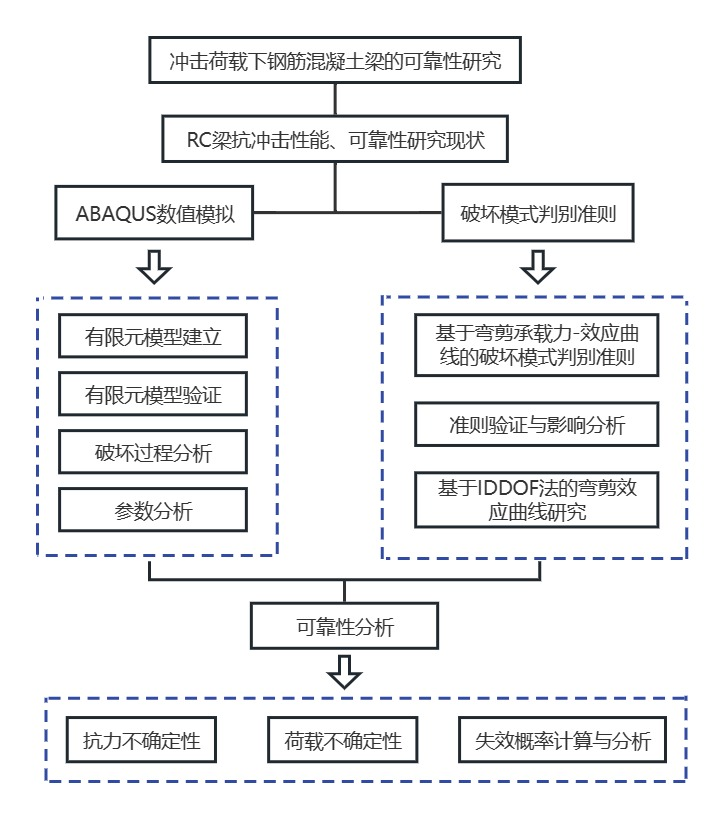 冲击荷载下钢筋混凝土梁的可靠性研究
RC梁抗冲击性能、可靠性研究现状
ABAQUS数值模拟
破坏模式判别准则
有限元模型建立
有限元模型验证
破坏过程分析
参数分析
基于弯剪承载力-效应曲
线的破坏模式判别准则
准则验证与影响分析
基于IDDOF法的弯剪效
应曲线研究
可靠性分析
抗力不确定性
荷载不确定性
失效概率计算与分析